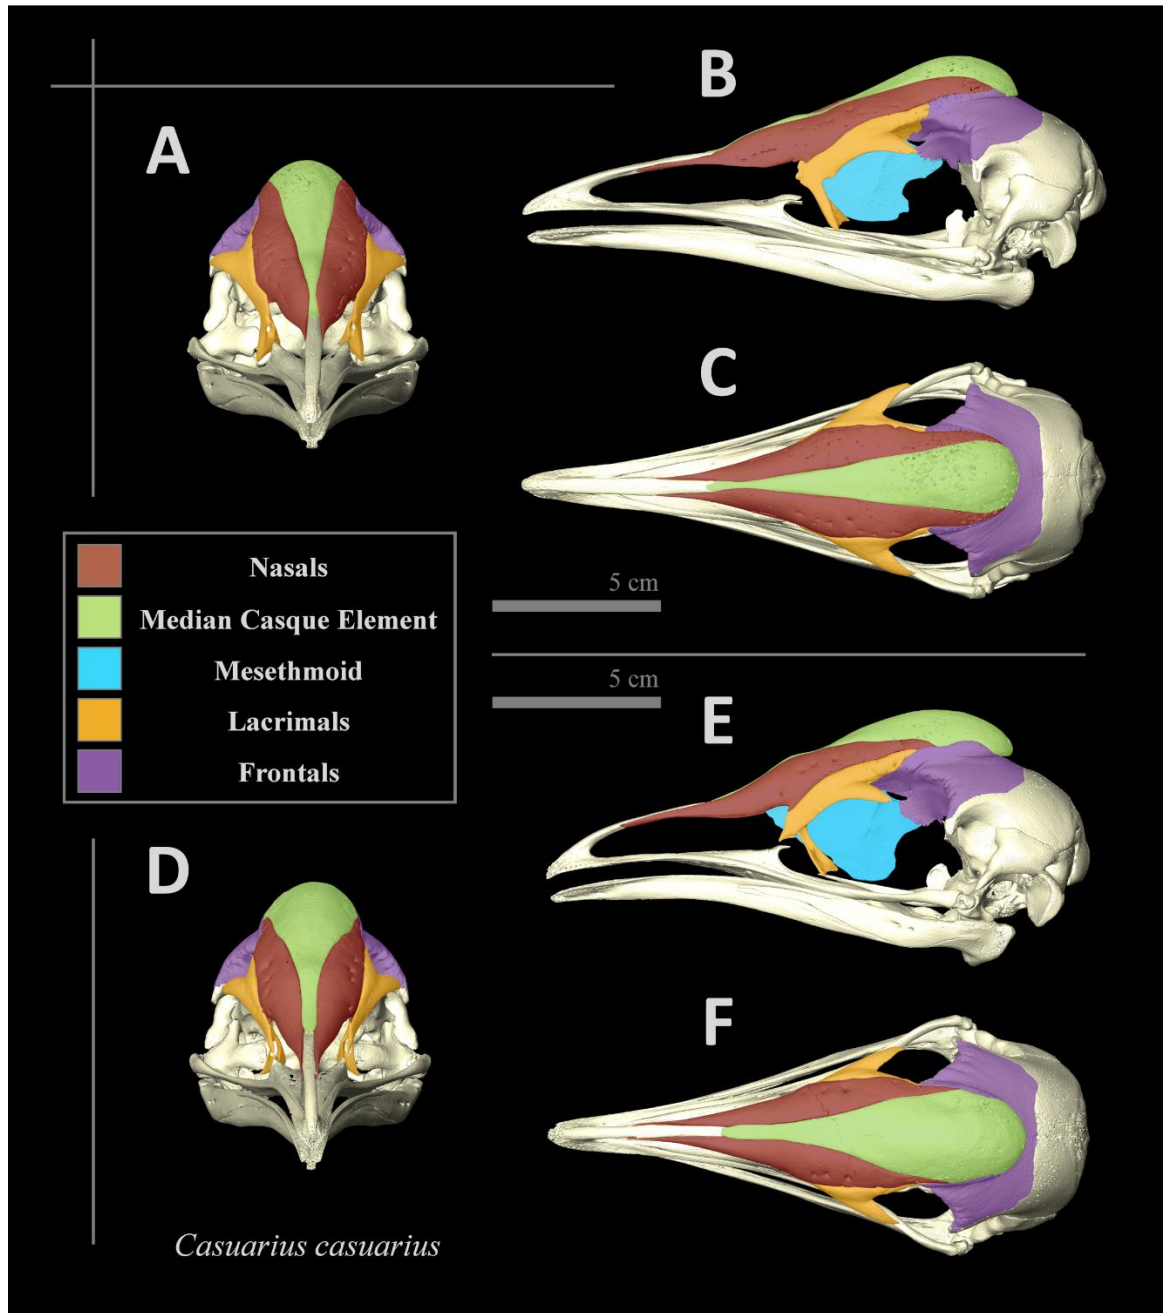 A
B
C
Nasals
Median Casque Element
Mesethmoid
Lacrimals
Frontals
5 cm
5 cm
D
E
F
Casuarius casuarius